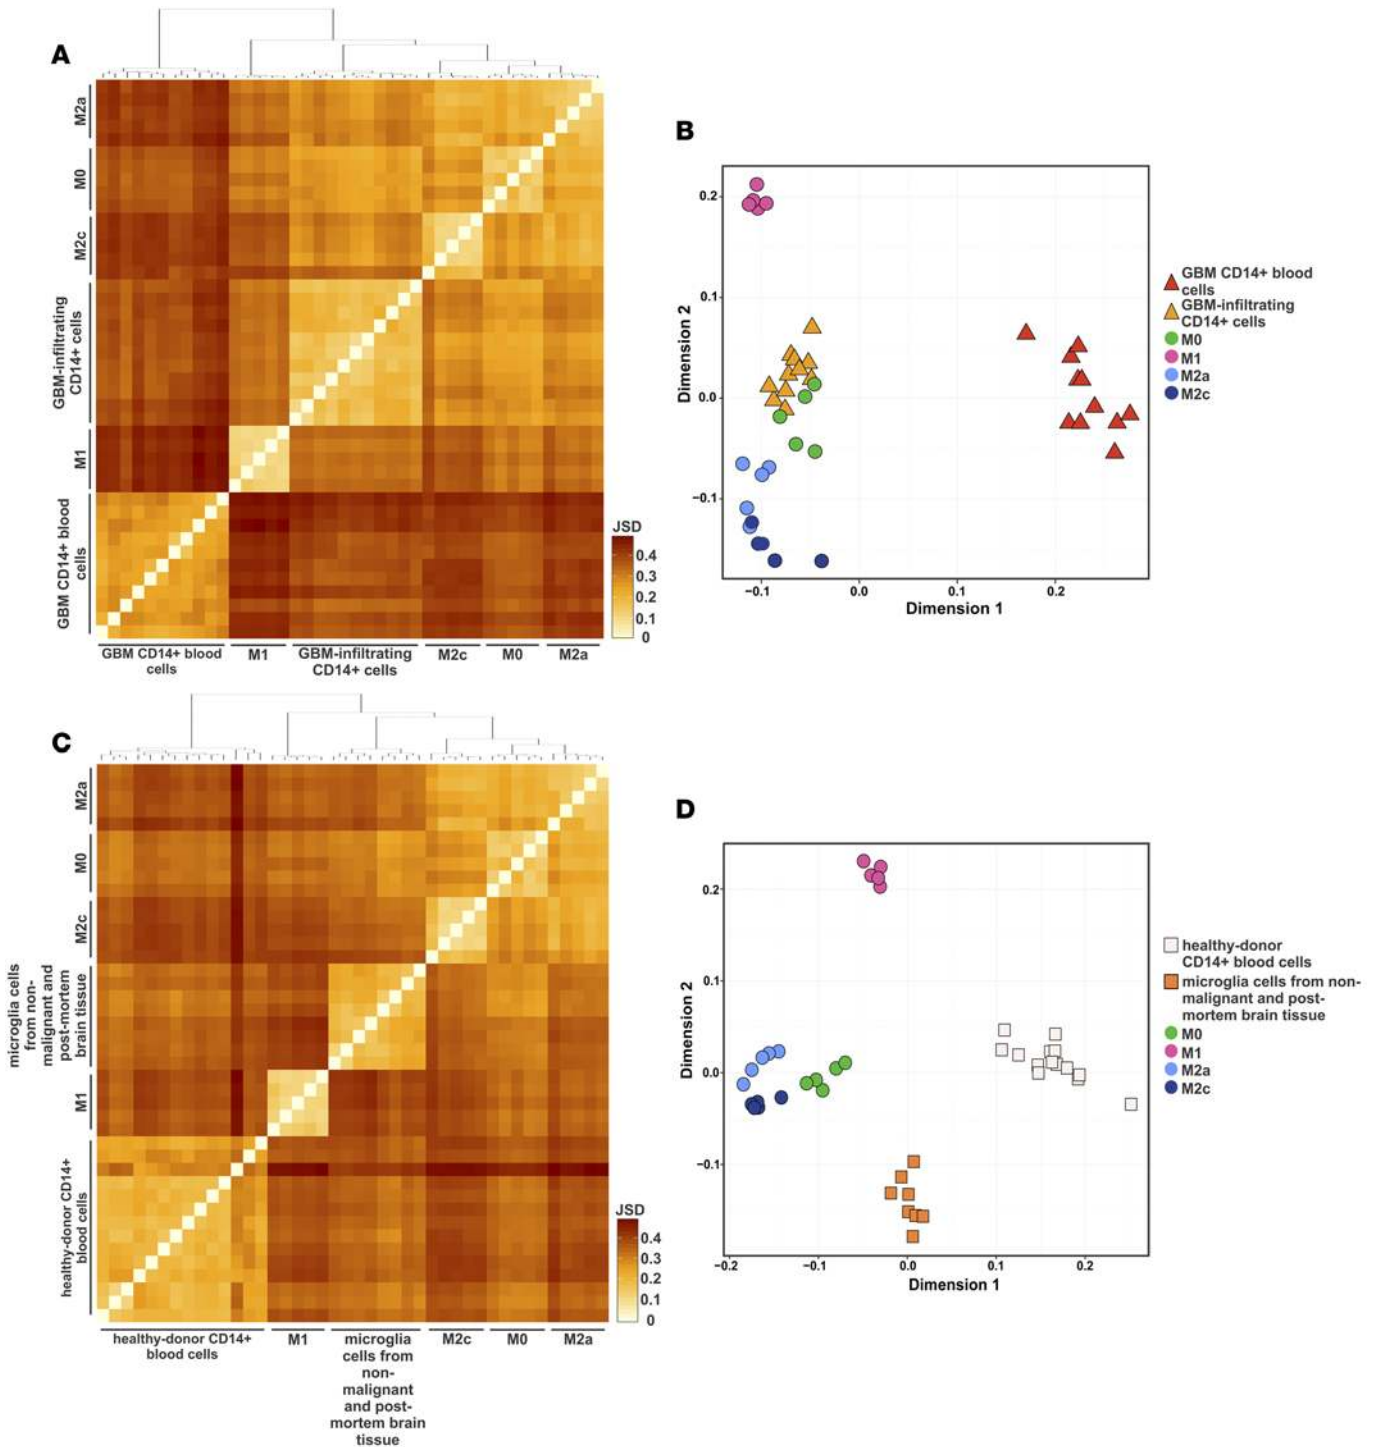 A
M2a
M0
M2c
GBM-infiltrating
CD14+ cells
M1
GBM CD14+ blood
cells
JSD
0.4
0.3
0.2
0.1
0
GBM CD14+ blood
cells
M1
GBM-infiltrating
CD14+ cells
M2c
M0
M2a
B
Dimension 2
0.2
0.1
0.0
−0.1
−0.1
0.0
0.1
0.2
Dimension 1
GBM CD14+ blood
cells
GBM-infiltrating
CD14+ cells
M0
M1
M2a
M2c
C
M2a
M0
M2c
microglia cells
from non-
malignant and
post-mortem
brain tissue
M1
healthy-donor CD14+
blood cells
JSD
0.4
0.3
0.2
0.1
0
healthy-donor CD14+
blood cells
M1
microglia
cells from
non-
malignant
and post-
mortem brain
tissue
M2c
M0
M2a
D
Dimension 2
0.2
0.1
0.0
−0.1
−0.2
−0.1
0.0
0.1
0.2
Dimension 1
healthy-donor
CD14+ blood cells
microglia cells from non-
malignant and post-
mortem brain tissue
M0
M1
M2a
M2c